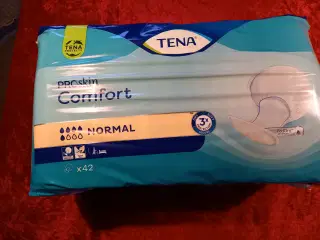 TENA
TENA
PROskin
Comfort
NORMAL
3
x42